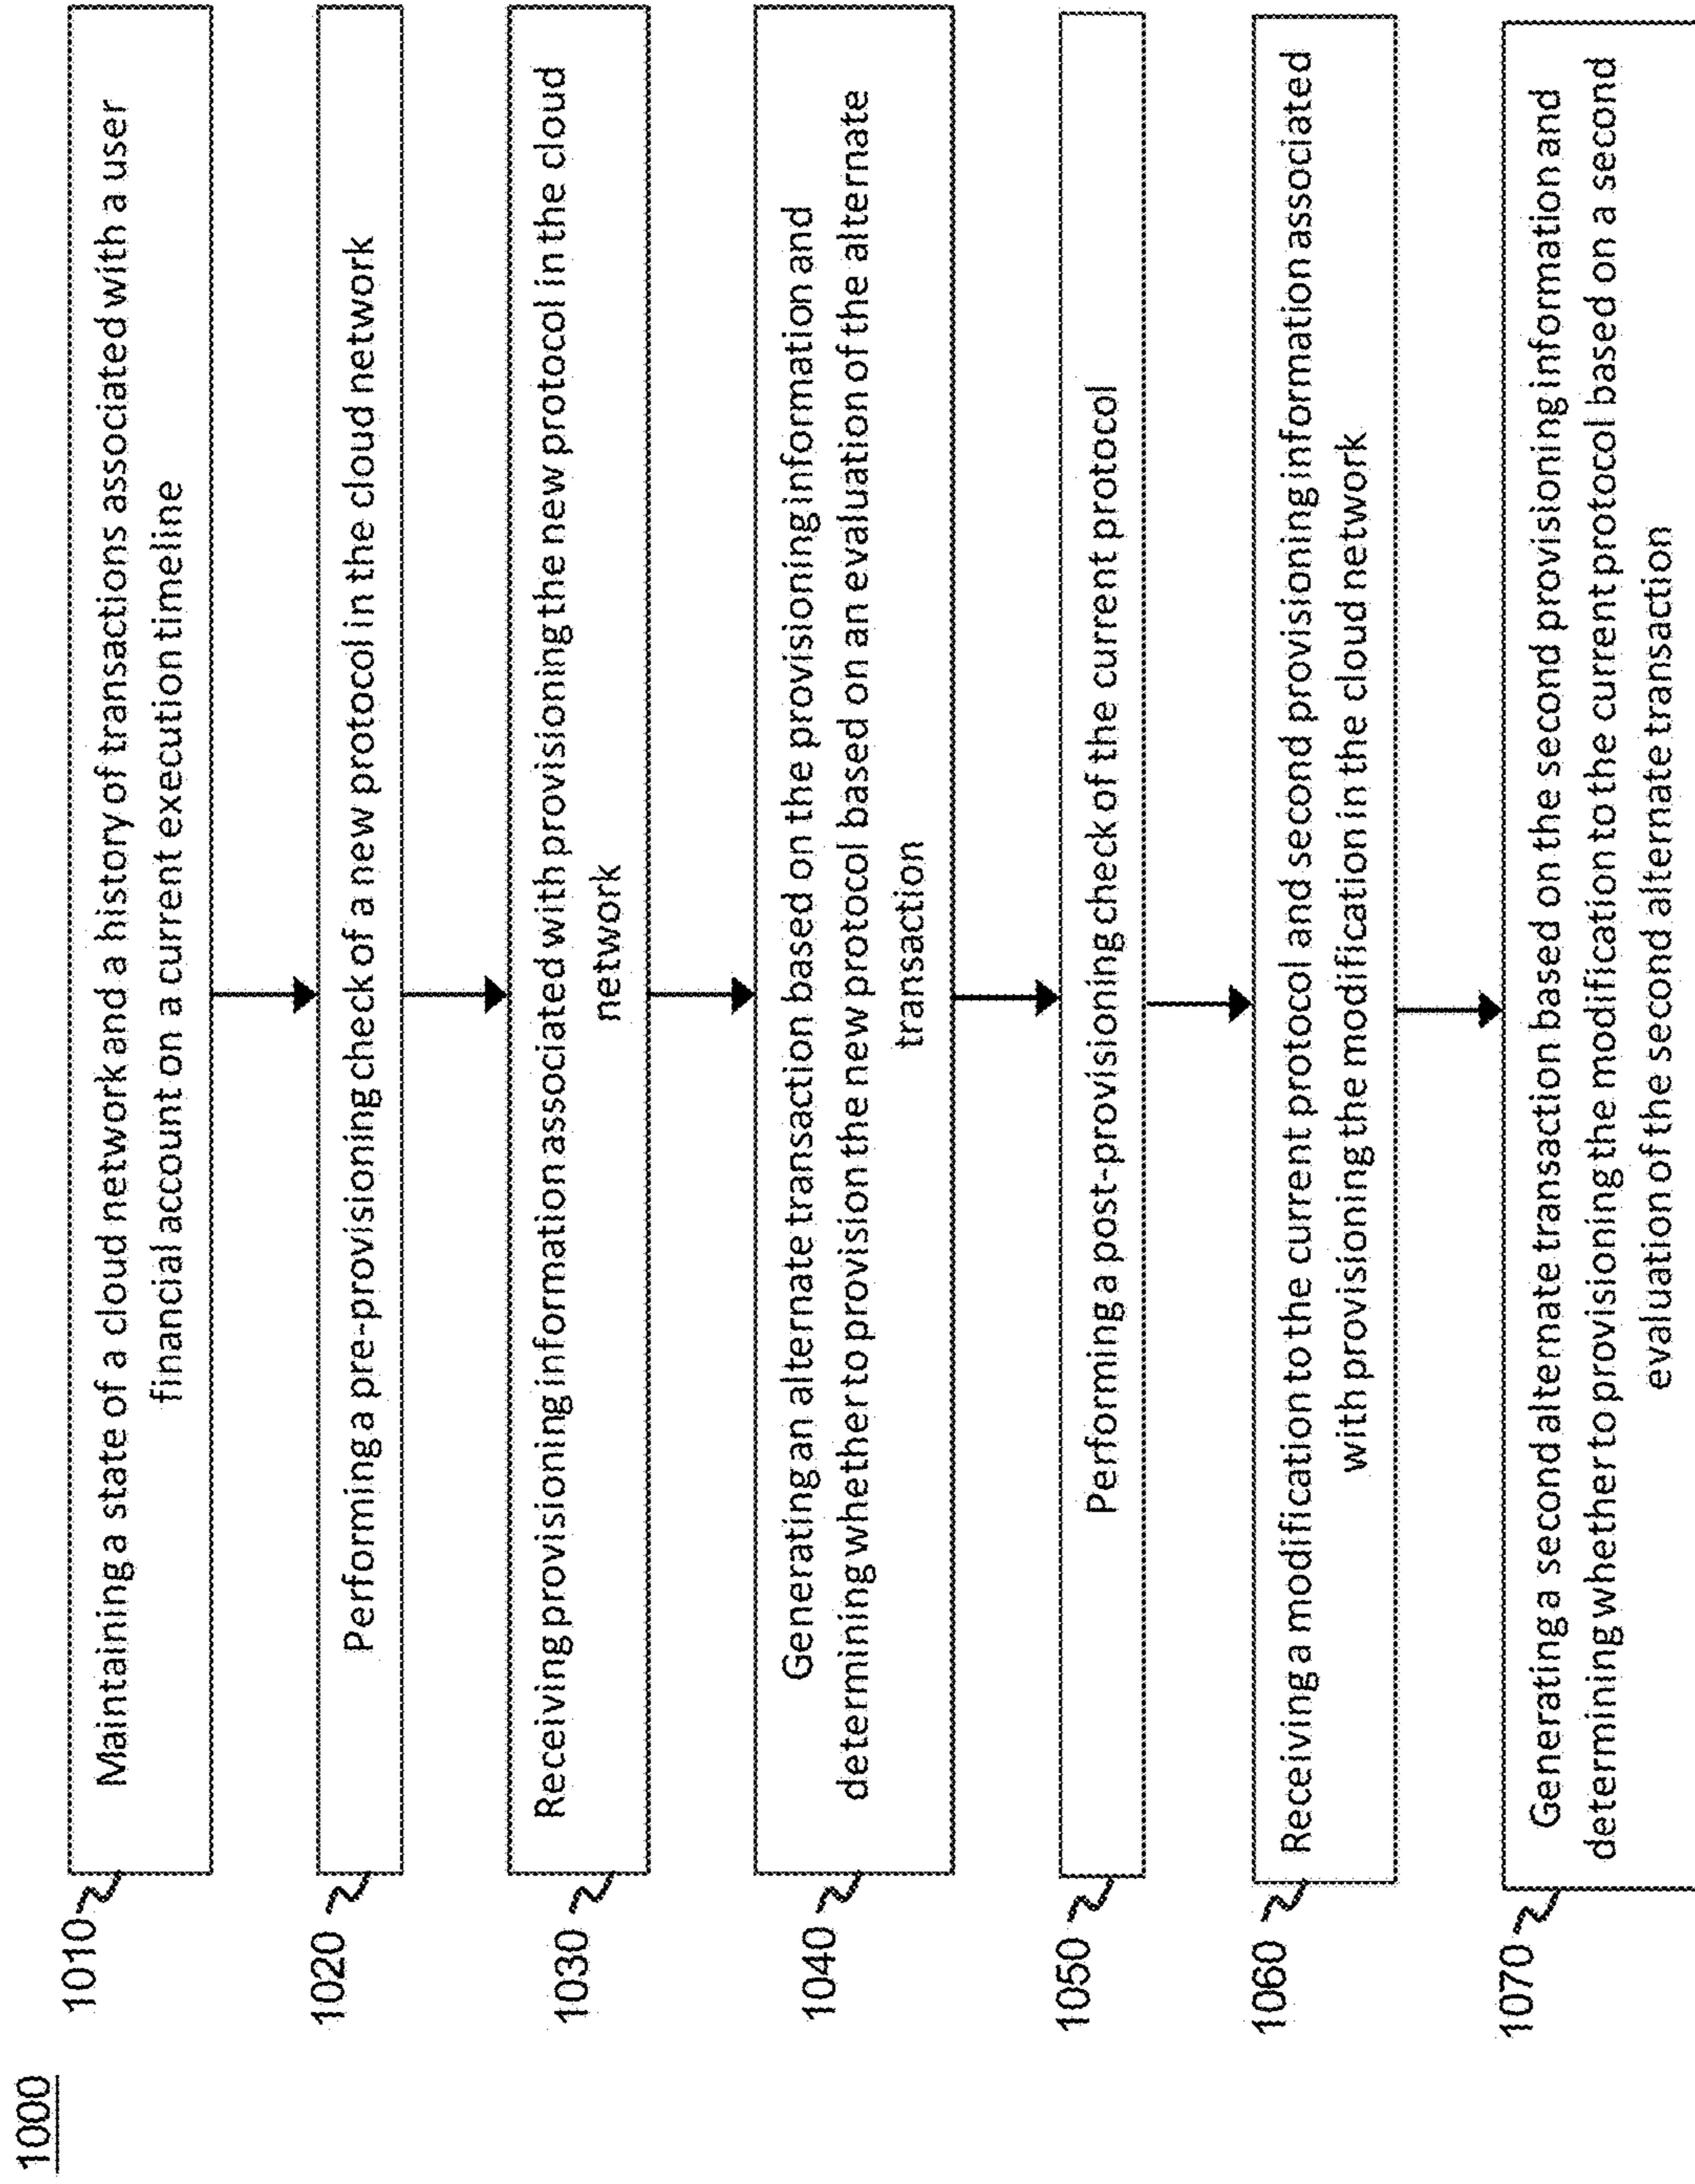 1000
1010
Maintaining a state of a cloud network and a history of transactions associated with a user
financial account on a current execution timeline
1020
Performing a pre-provisioning check of a new protocol in the cloud network
1030
Receiving provisioning information associated with provisioning the new protocol in the cloud
network
1040
Generating an alternate transaction based on the provisioning information and
determining whether to provision the new protocol based on an evaluation of the alternate
transaction
1050
Performing a post-provisioning check of the current protocol
1060
Receiving a modification to the current protocol and second provisioning information associated
with provisioning the modification in the cloud network
1070
Generating a second alternate transaction based on the second provisioning information and
determining whether to provisioning the modification to the current protocol based on a second
evaluation of the second alternate transaction